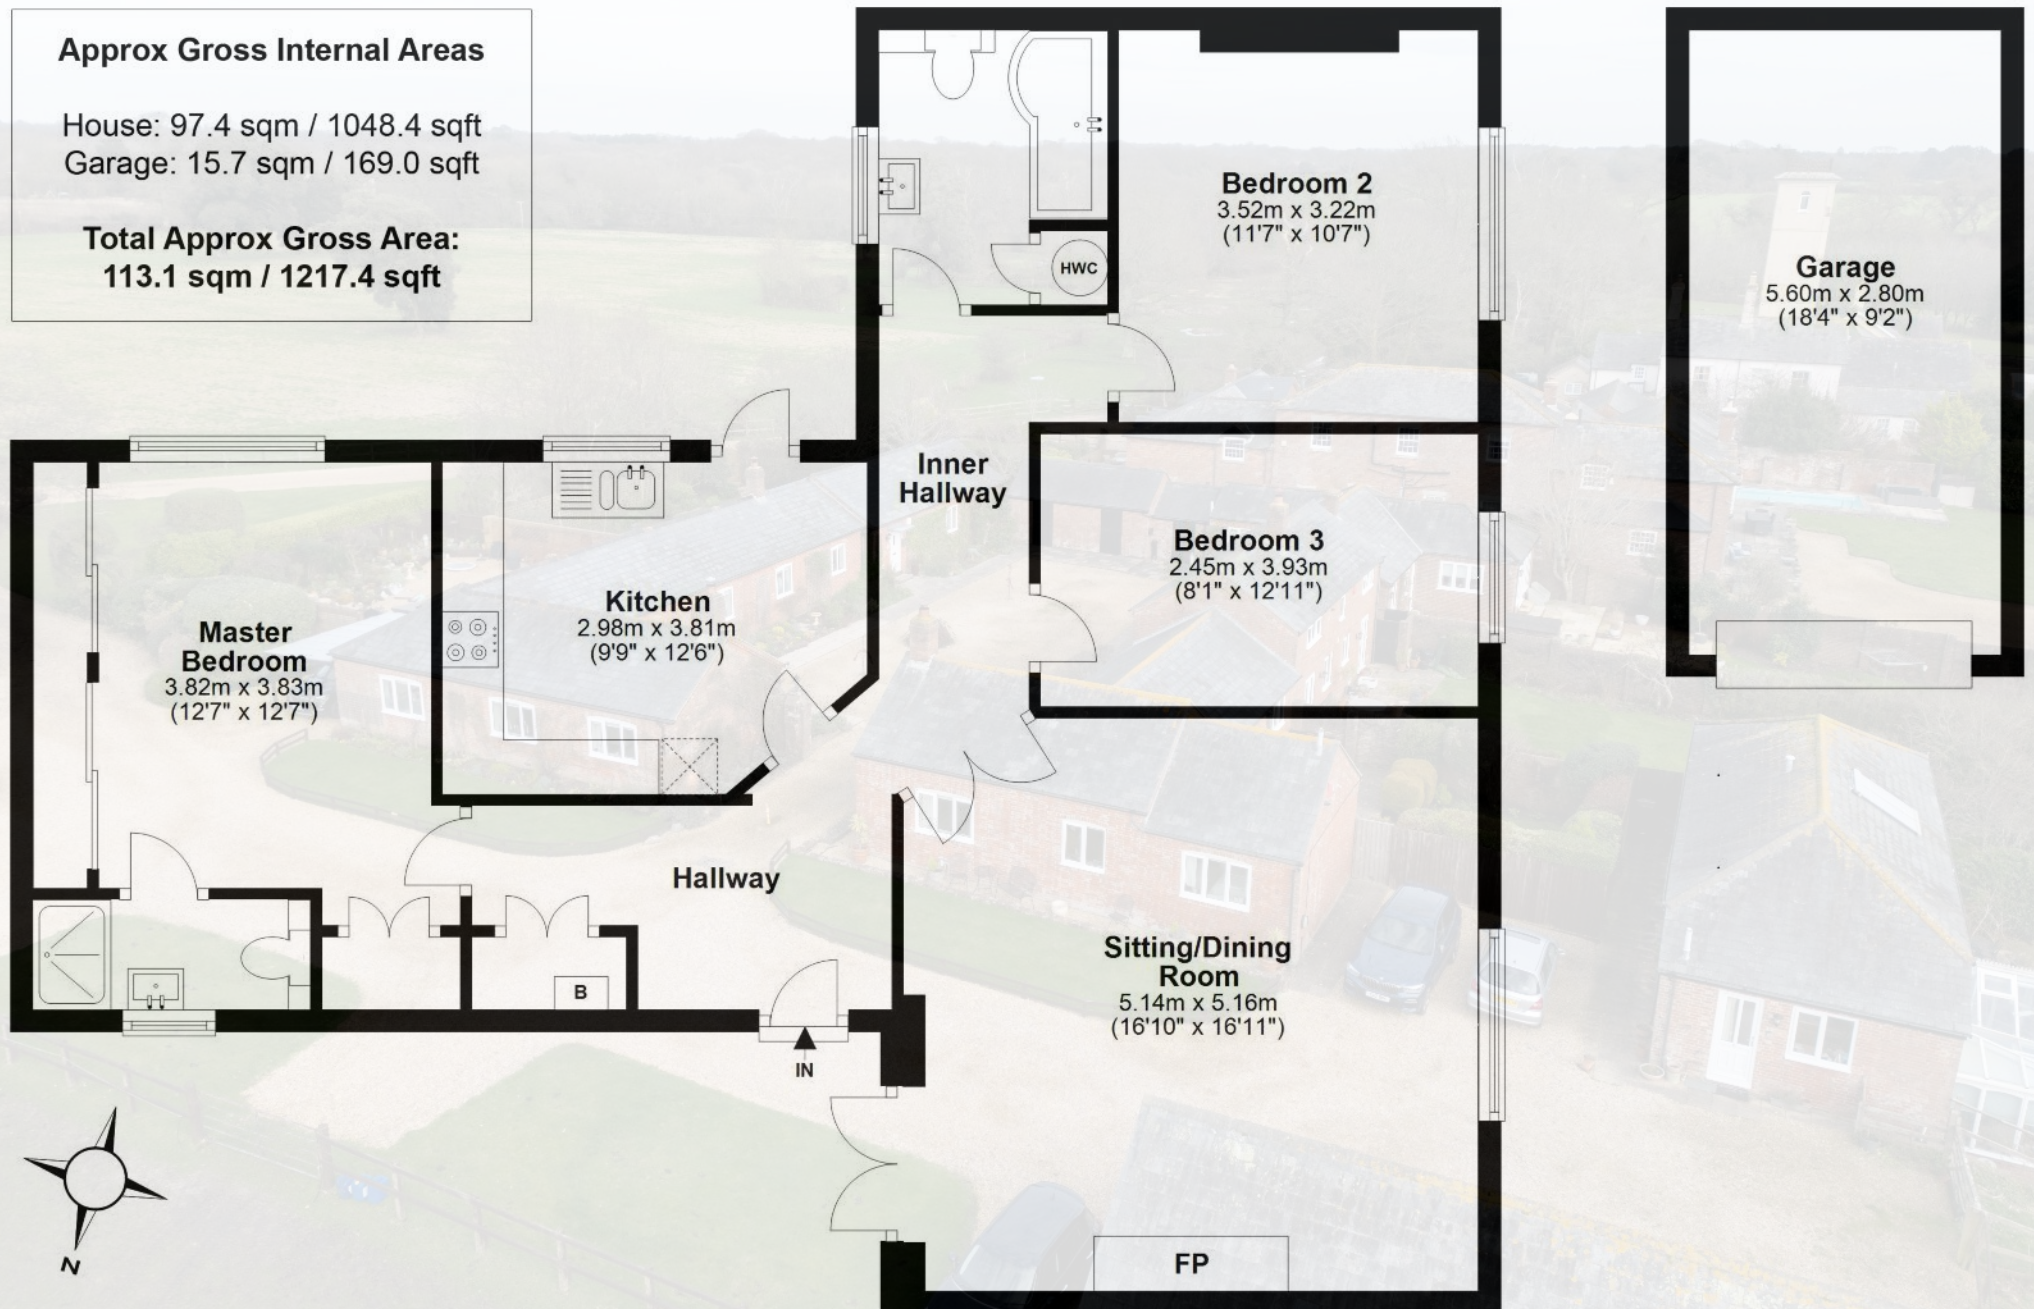 Approx Gross Internal Areas
House: 97.4 sqm / 1048.4 sqft
Garage: 15.7 sqm / 169.0 sqft
Total Approx Gross Area:
113.1 sqm / 1217.4 sqft
Bedroom 2
3.52m x 3.22m
(11'7" x 10'7")
HWC
Garage
5.60m x 2.80m
(18'4" x 9'2")
Inner
Hallway
Bedroom 3
2.45m x 3.93m
(8'1" x 12'11")
Kitchen
2.98m x 3.81m
(9'9" x 12'6")
Master
Bedroom
3.82m x 3.83m
(12'7" x 12'7")
Hallway
Sitting/Dining
Room
5.14m x 5.16m
(16'10" x 16'11")
B
IN
N
FP